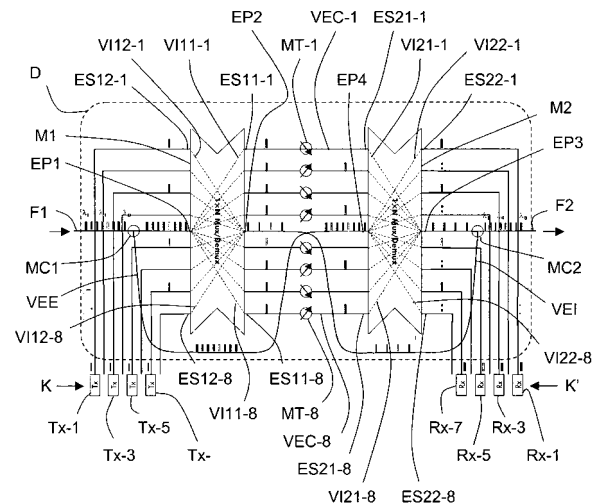 EP2 VEC-1 ES21-1
VI12-1 VI11-1 MT-1 VI21-1 VI22-1
ES12-1 ES11-1 EP4 ES22-1
D
M1 M2
EP1 EP3
F1 F2
1xN Mux/Demux 1xN Mux/Demux
MC1 MC2
VEE VEI
VI12-8 VI22-8
ES12-8 ES11-8
K Tx Tx Tx Tx Rx Rx Rx Rx K'
VI11-8 MT-8
Tx-1 Tx-5 Rx-7 Rx-3
VEC-8
Tx-3 Tx- Rx-5 Rx-1
ES21-8
VI21-8 ES22-8